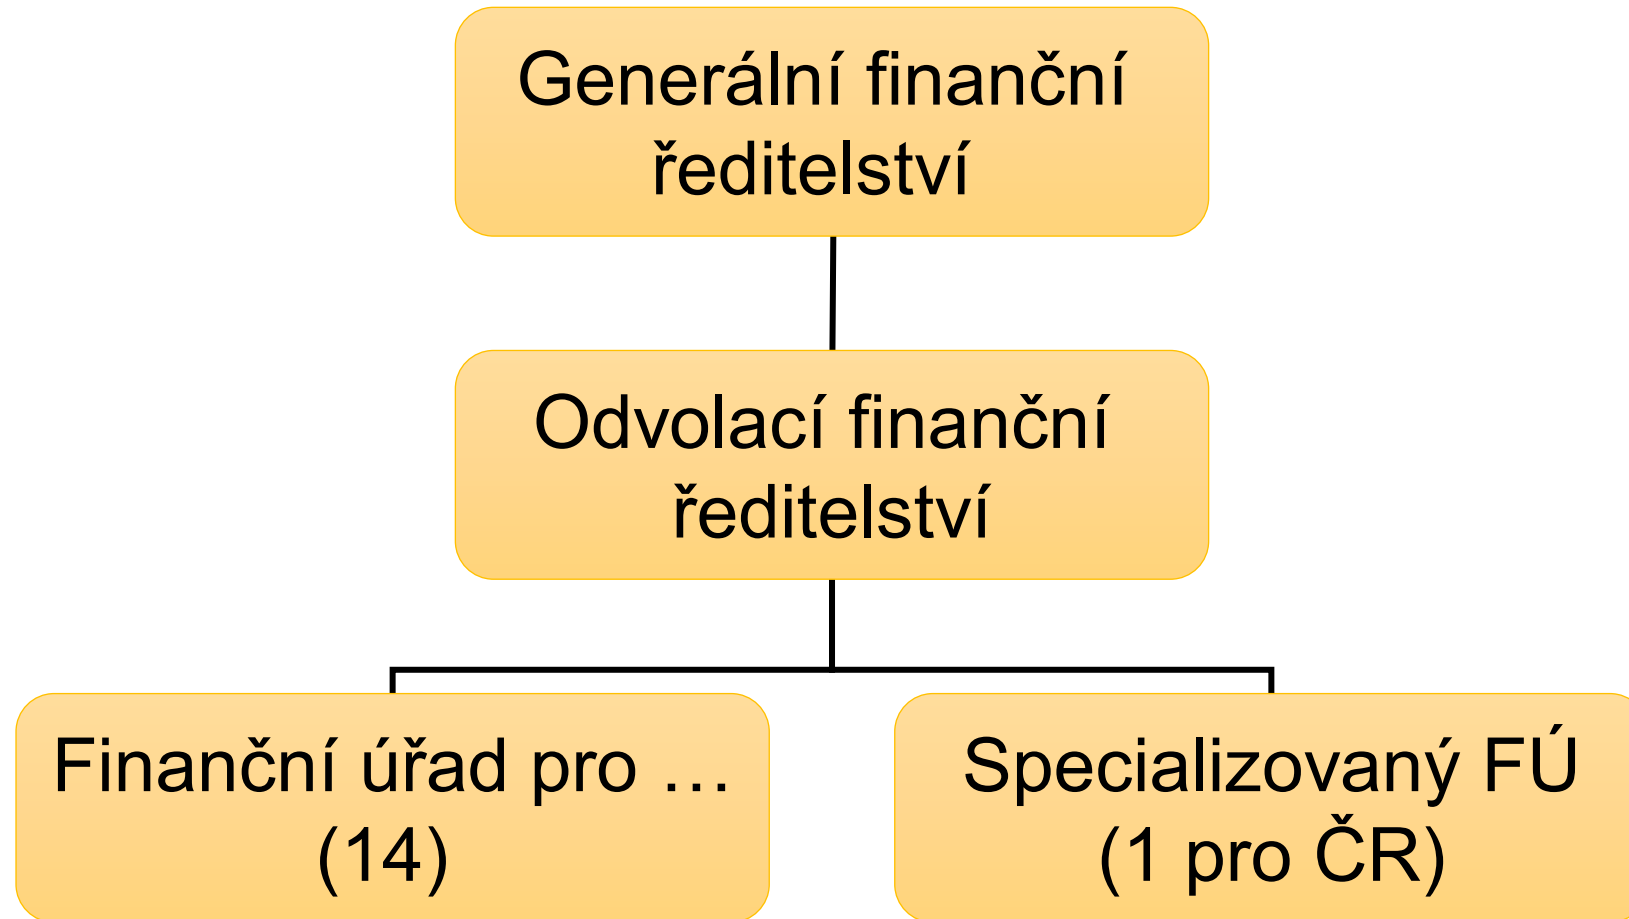 Generální finanční
ředitelství
Odvolací finanční
ředitelství
Finanční úřad pro …
(14)
Specializovaný FÚ
(1 pro ČR)